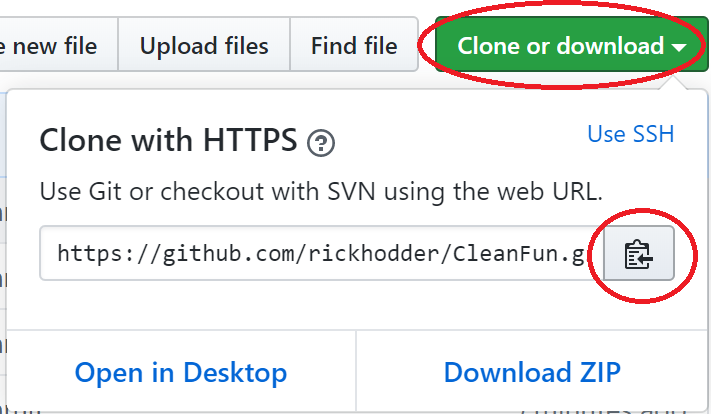 e new file Upload files Find file Clone or download
Clone with HTTPS ?
Use SSH
Use Git or checkout with SVN using the web URL.
https://github.com/rickhodder/CleanFun.g
Open in Desktop Download ZIP